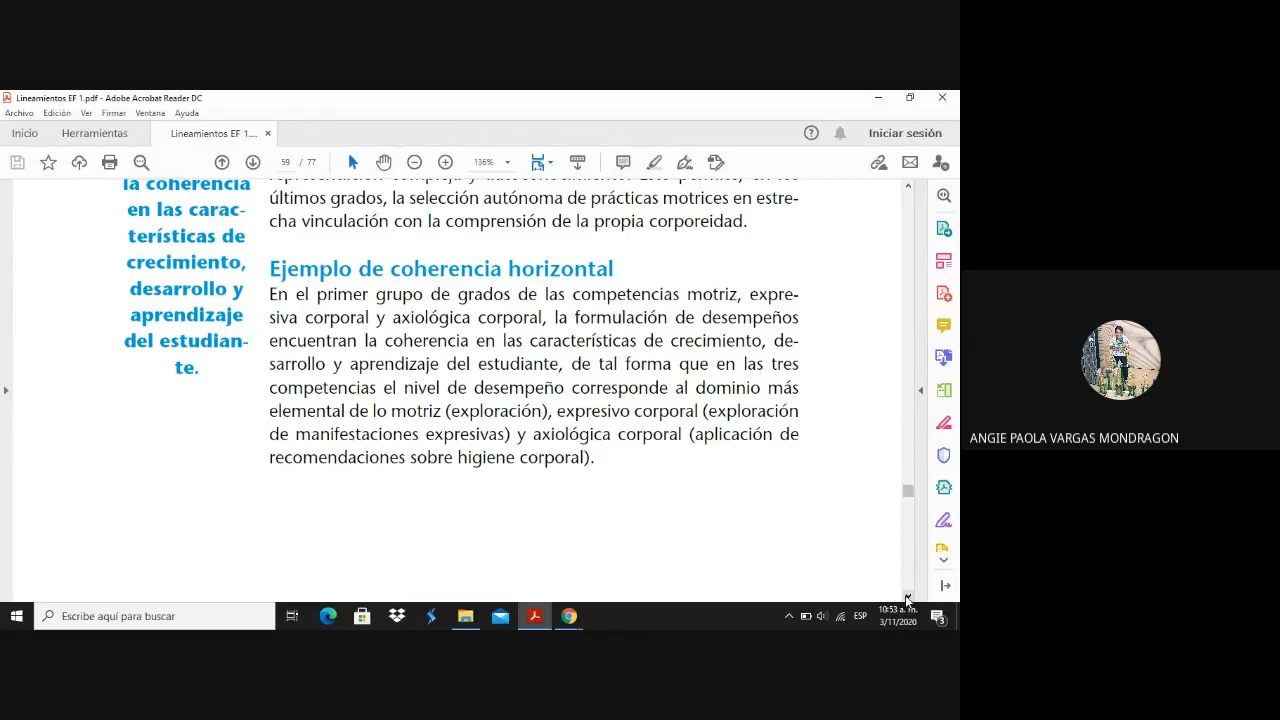 Lineamientos EF 1.pdf - Adobe Acrobat Reader DC
Archivo Edición Ver Firmar Ventana Ayuda
Inicio Herramientas Lineamientos EF 1.... × Iniciar sesión
59 / 77 136%
la coherencia
en las carac-
terísticas de
crecimiento,
desarrollo y
aprendizaje
del estudian-
te.
últimos grados, la selección autónoma de prácticas motrices en estre-
cha vinculación con la comprensión de la propia corporeidad.
Ejemplo de coherencia horizontal
En el primer grupo de grados de las competencias motriz, expre-
siva corporal y axiológica corporal, la formulación de desempeños
encuentran la coherencia en las características de crecimiento, de-
sarrollo y aprendizaje del estudiante, de tal forma que en las tres
competencias el nivel de desempeño corresponde al dominio más
elemental de lo motriz (exploración), expresivo corporal (exploración
de manifestaciones expresivas) y axiológica corporal (aplicación de
recomendaciones sobre higiene corporal).
ANGIE PAOLA VARGAS MONDRAGON
Escribe aquí para buscar
ESP
10:53 a. m.
3/11/2020
3